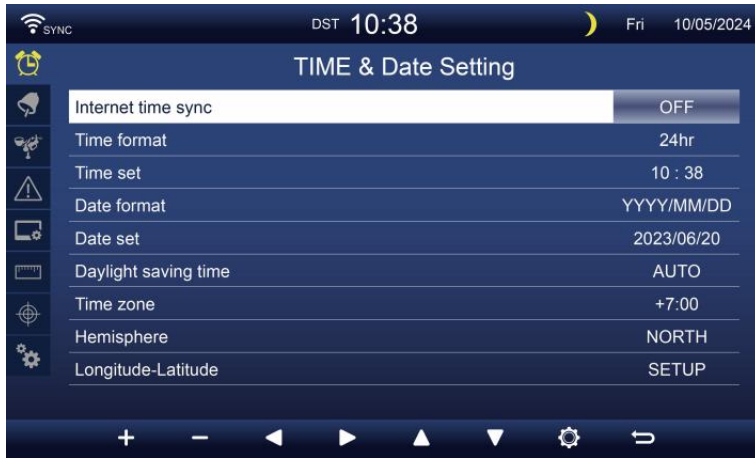 SYNC DST 10:38 Fri 10/05/2024
TIME & Date Setting
Internet time sync OFF
Time format 24hr
Time set 10 : 38
Date format YYYY/MM/DD
Date set 2023/06/20
Daylight saving time AUTO
Time zone +7:00
Hemisphere NORTH
Longitude-Latitude SETUP